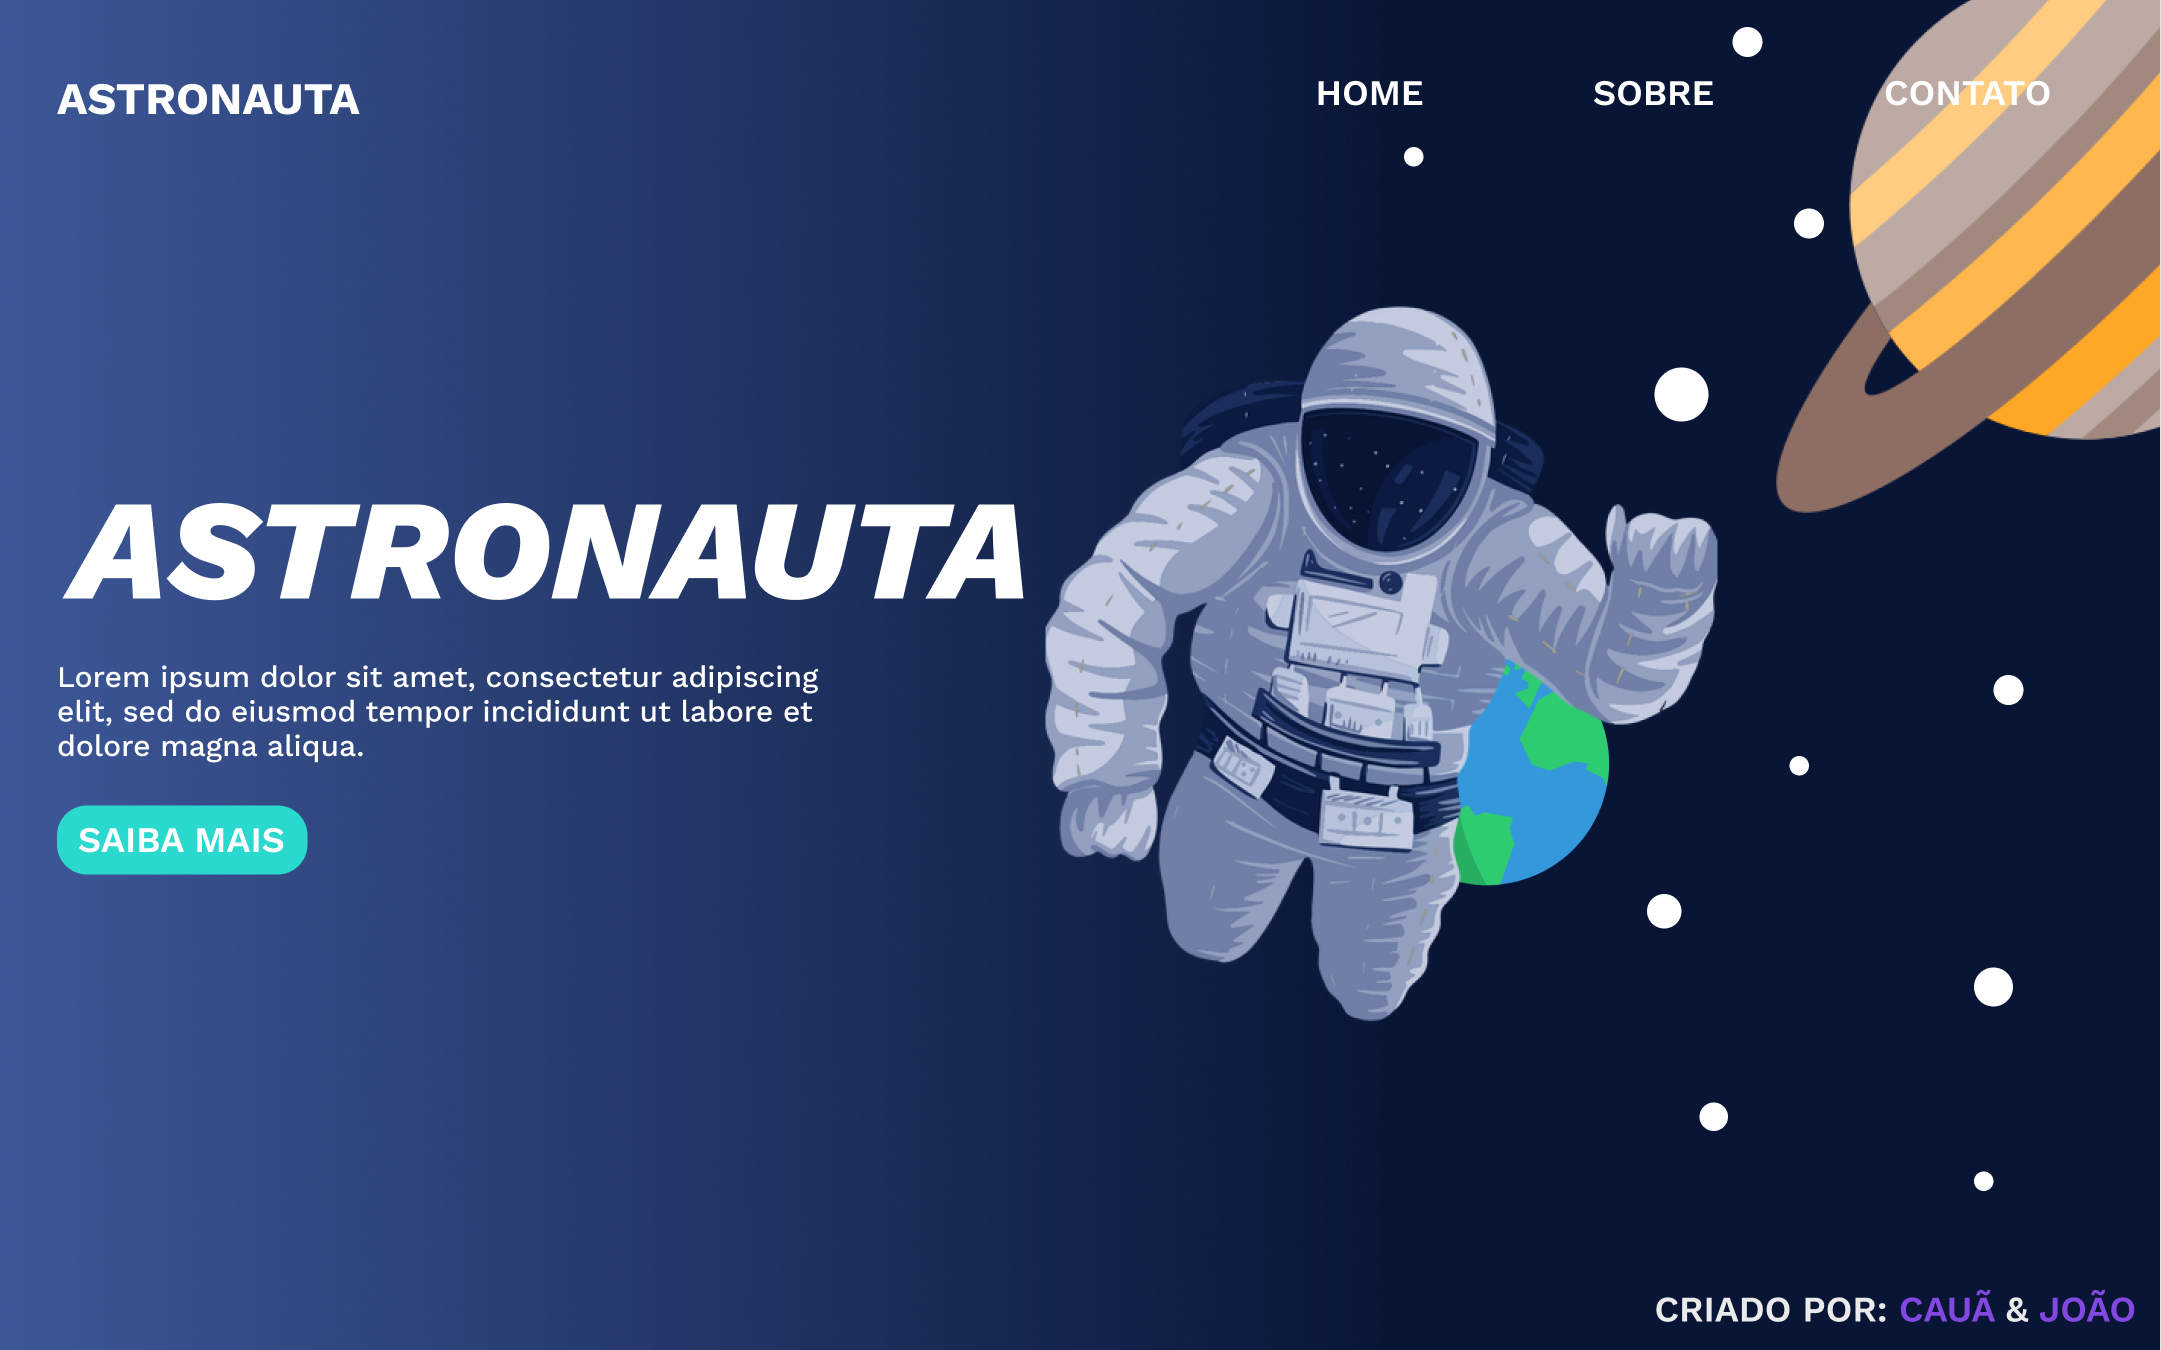 ASTRONAUTA
HOME
SOBRE
CONTATO
ASTRONAUTA
Lorem ipsum dolor sit amet, consectetur adipiscing
elit, sed do eiusmod tempor incididunt ut labore et
dolore magna aliqua.
SAIBA MAIS
CRIADO POR: CAUÃ & JOÃO